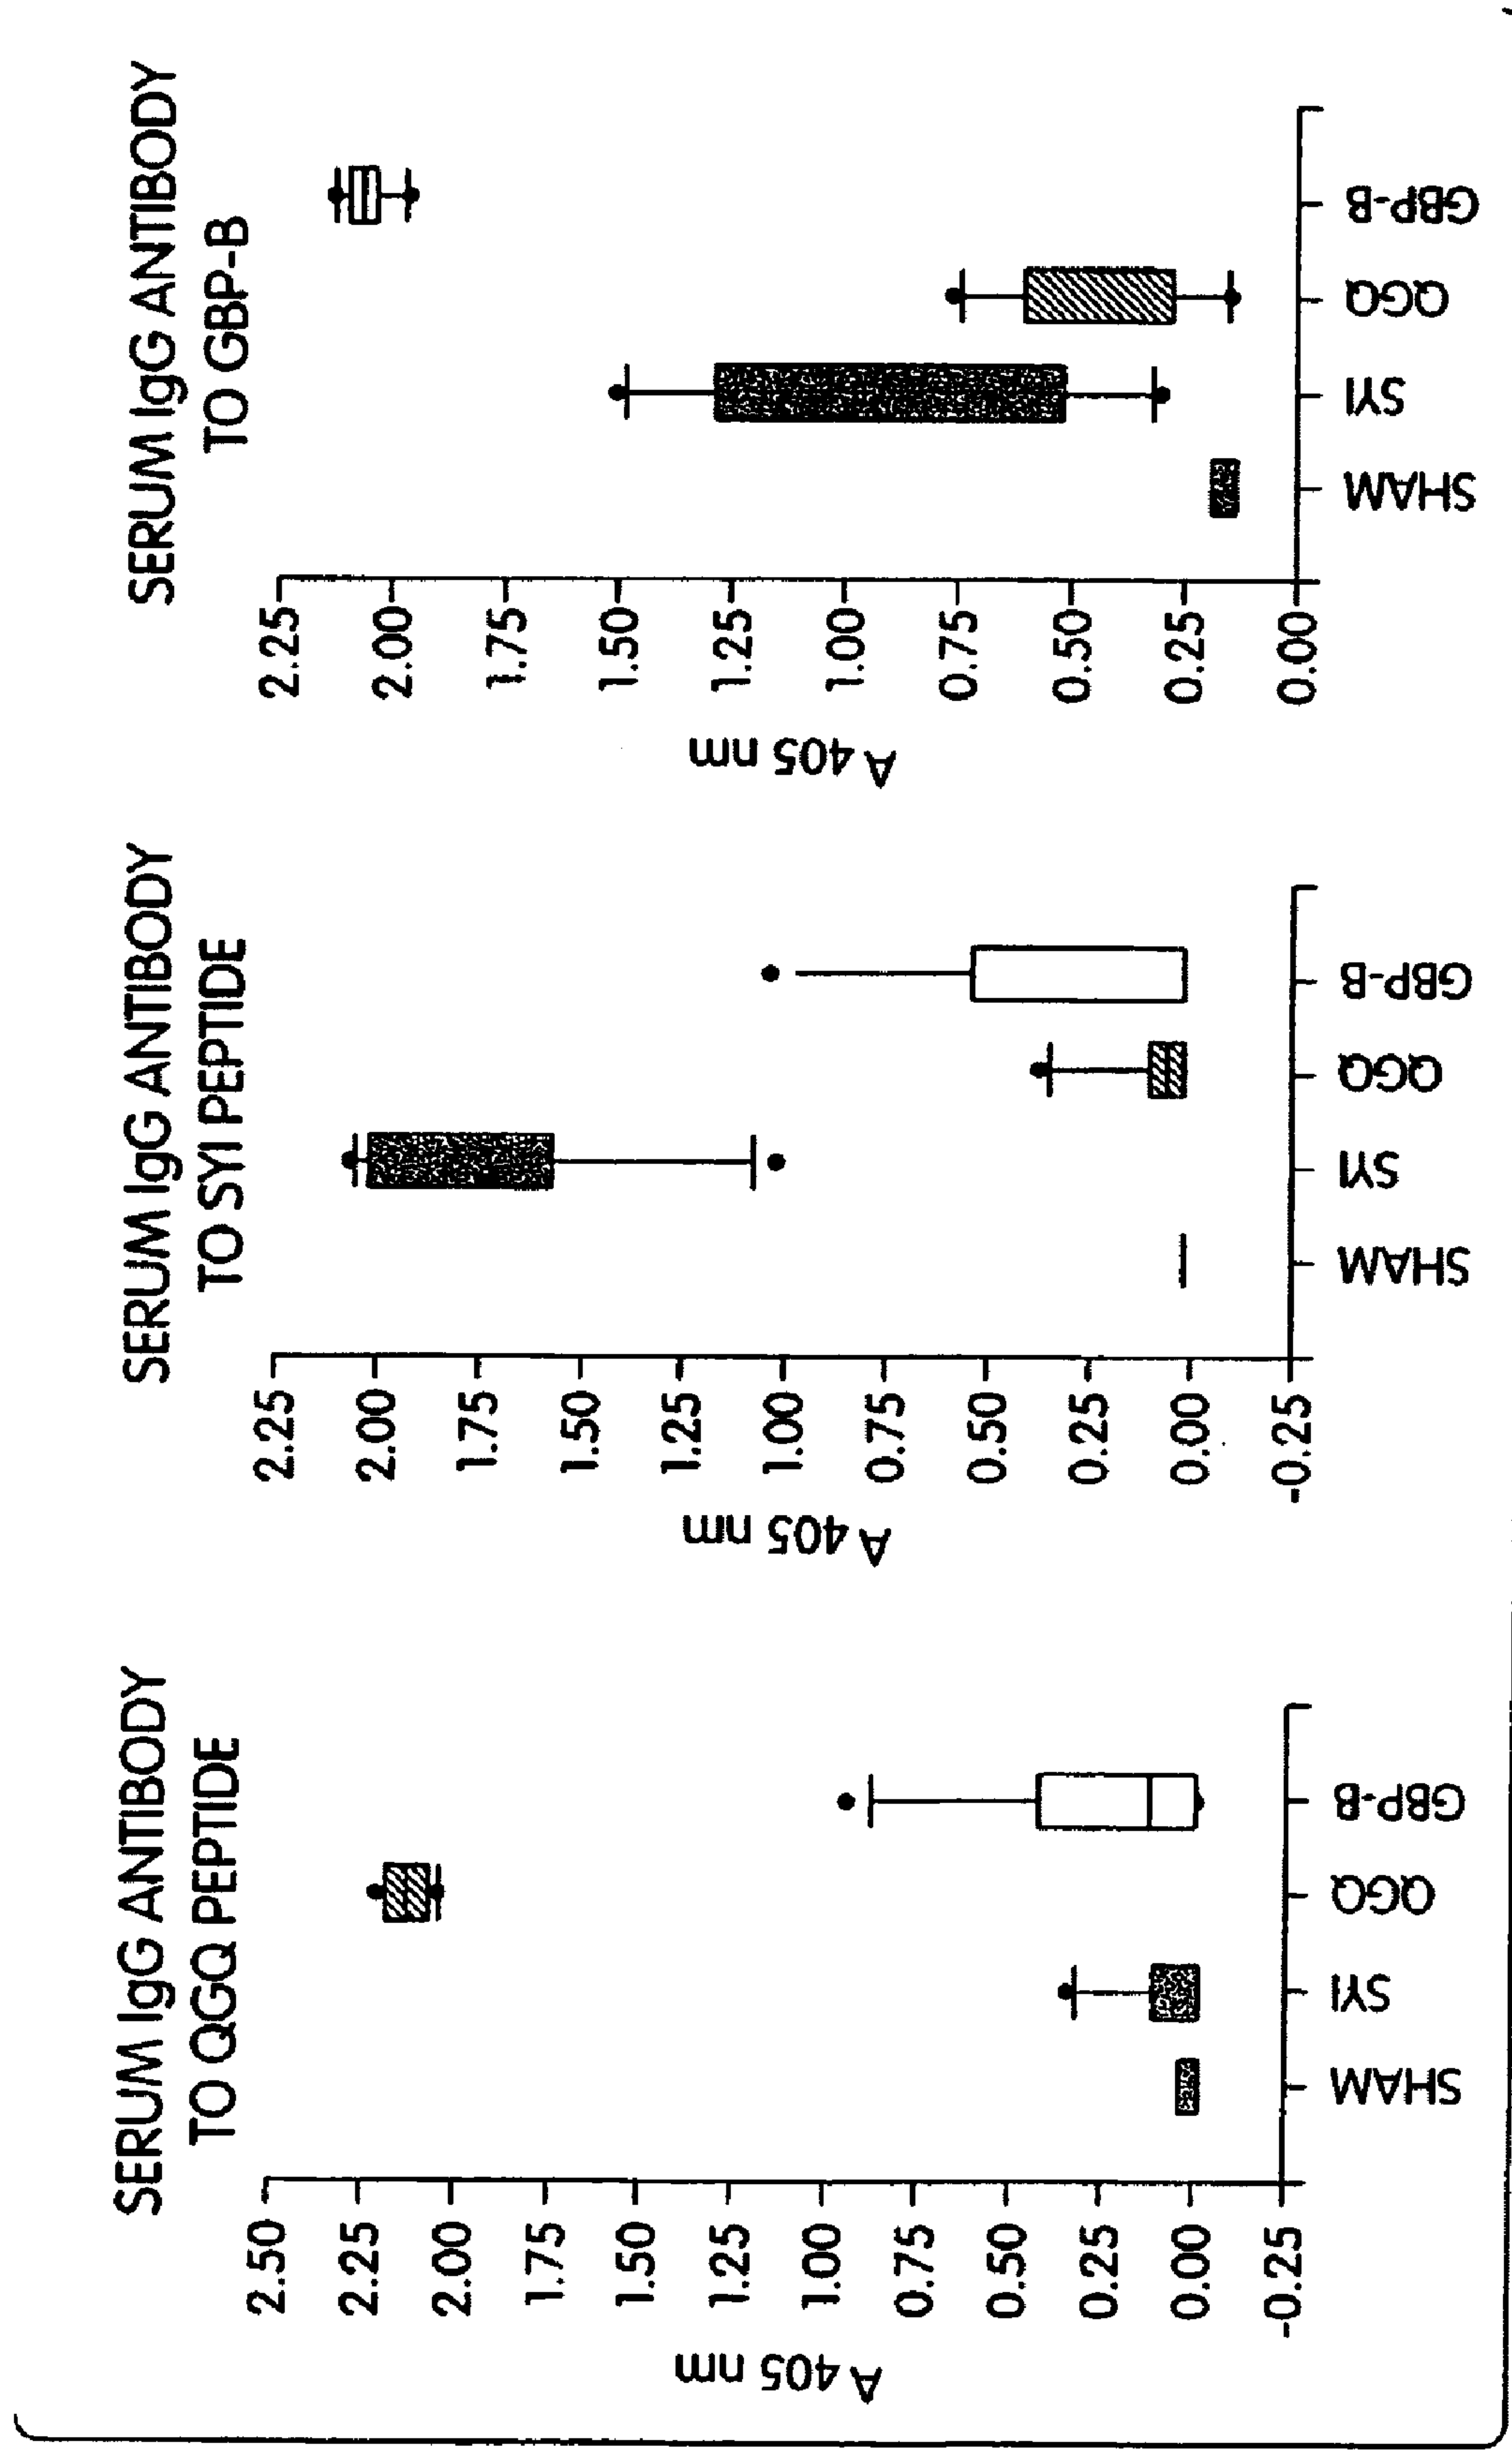 SERUM IgG ANTIBODY
TO QGQ PEPTIDE
A 405 nm
2.50
2.25
2.00
1.75
1.50
1.25
1.00
0.75
0.50
0.25
0.00
-0.25
SHAM
SYI
QGQ
GBP-B
SERUM IgG ANTIBODY
TO SYI PEPTIDE
A 405 nm
2.25
2.00
1.75
1.50
1.25
1.00
0.75
0.50
0.25
0.00
-0.25
SHAM
SYI
QGQ
GBP-B
SERUM IgG ANTIBODY
TO GBP-B
A 405 nm
2.25
2.00
1.75
1.50
1.25
1.00
0.75
0.50
0.25
0.00
SHAM
SYI
QGQ
GBP-B